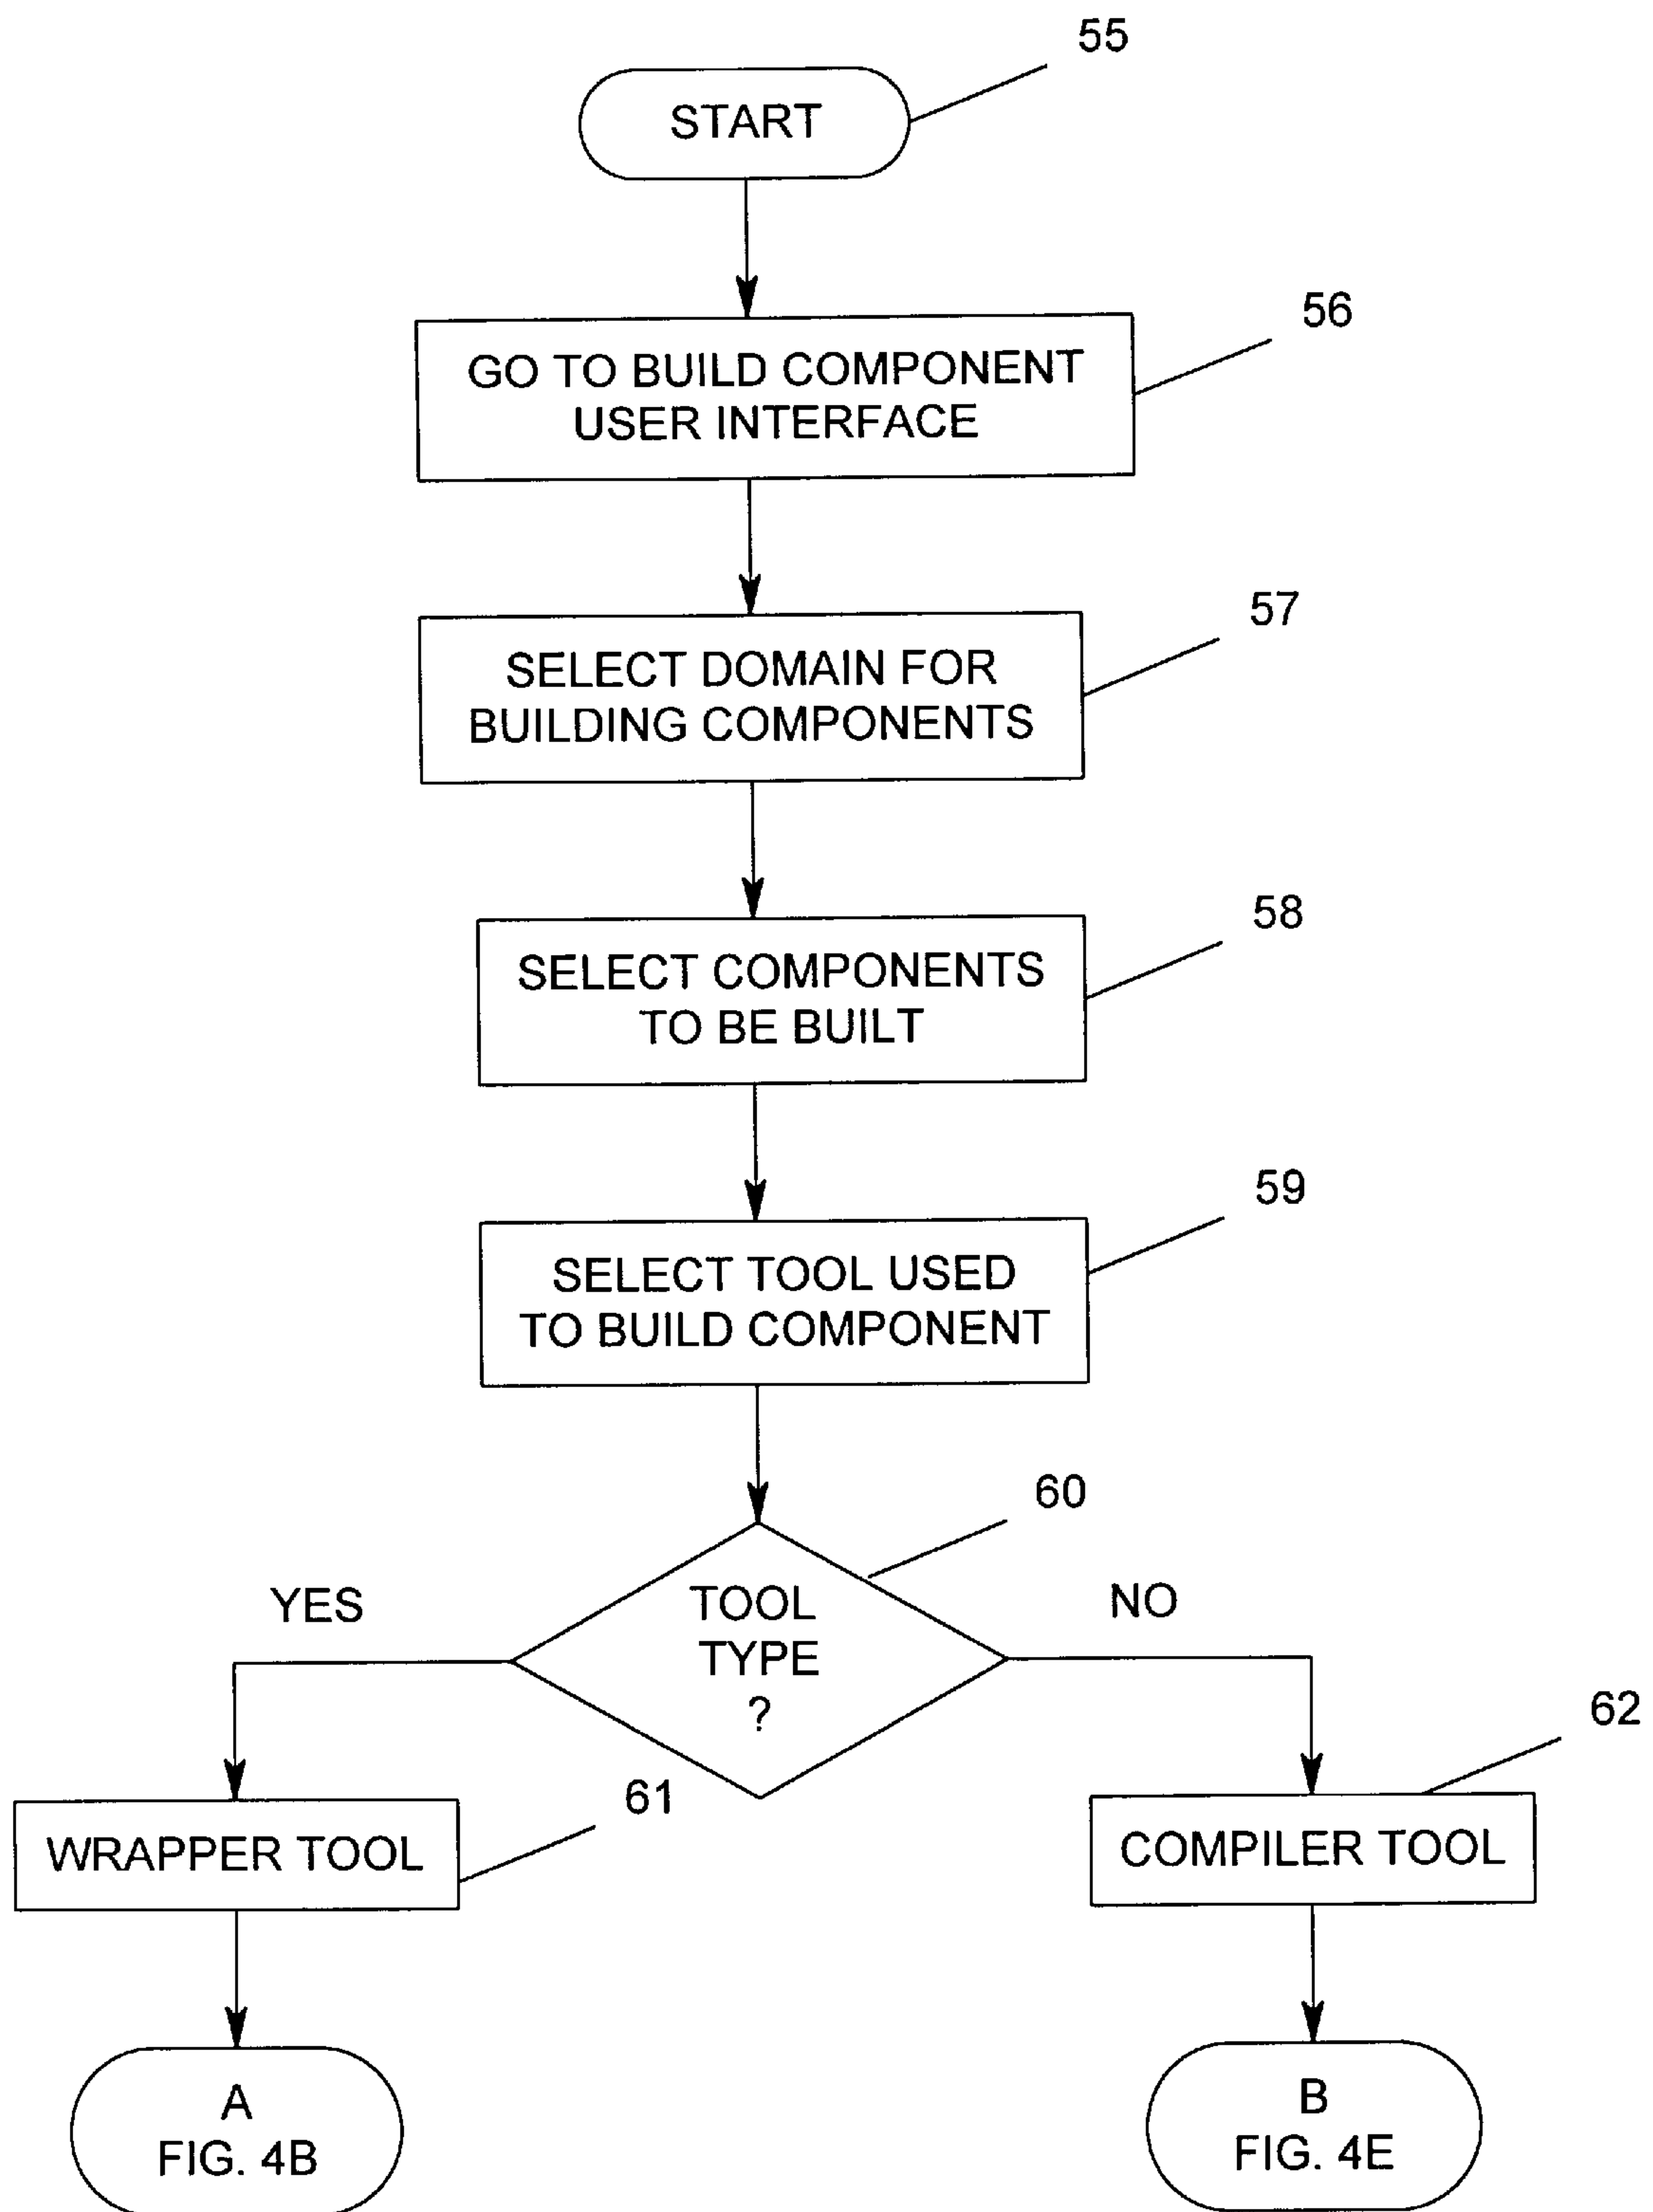 55
START
56
GO TO BUILD COMPONENT
USER INTERFACE
57
SELECT DOMAIN FOR
BUILDING COMPONENTS
58
SELECT COMPONENTS
TO BE BUILT
59
SELECT TOOL USED
TO BUILD COMPONENT
60
YES
TOOL
TYPE
?
NO
61
WRAPPER TOOL
62
COMPILER TOOL
A
FIG. 4B
B
FIG. 4E